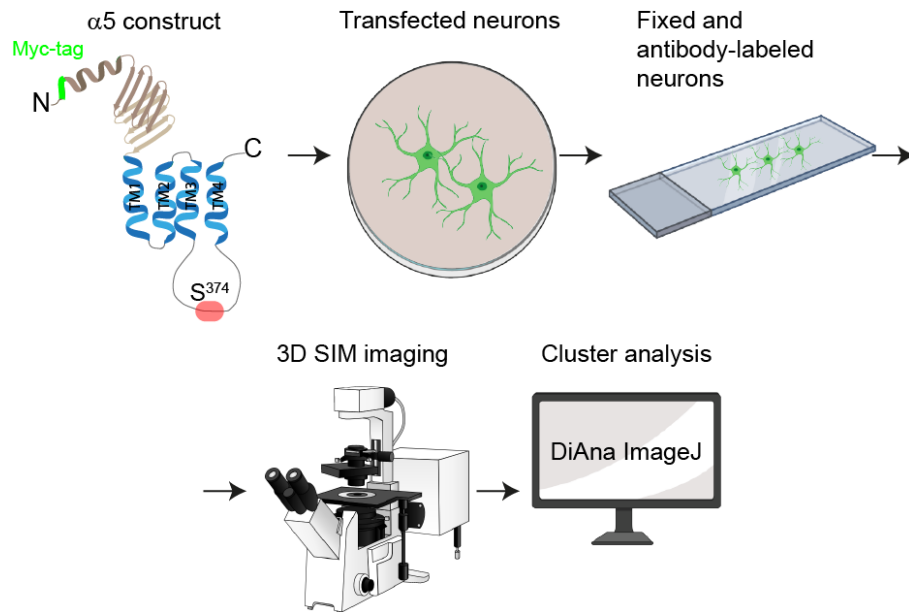 α5 construct
Myc-tag
N
C
TM1
TM2
TM3
TM4
S374
Transfected neurons
Fixed and
antibody-labeled
neurons
3D SIM imaging
Cluster analysis
DiAna ImageJ